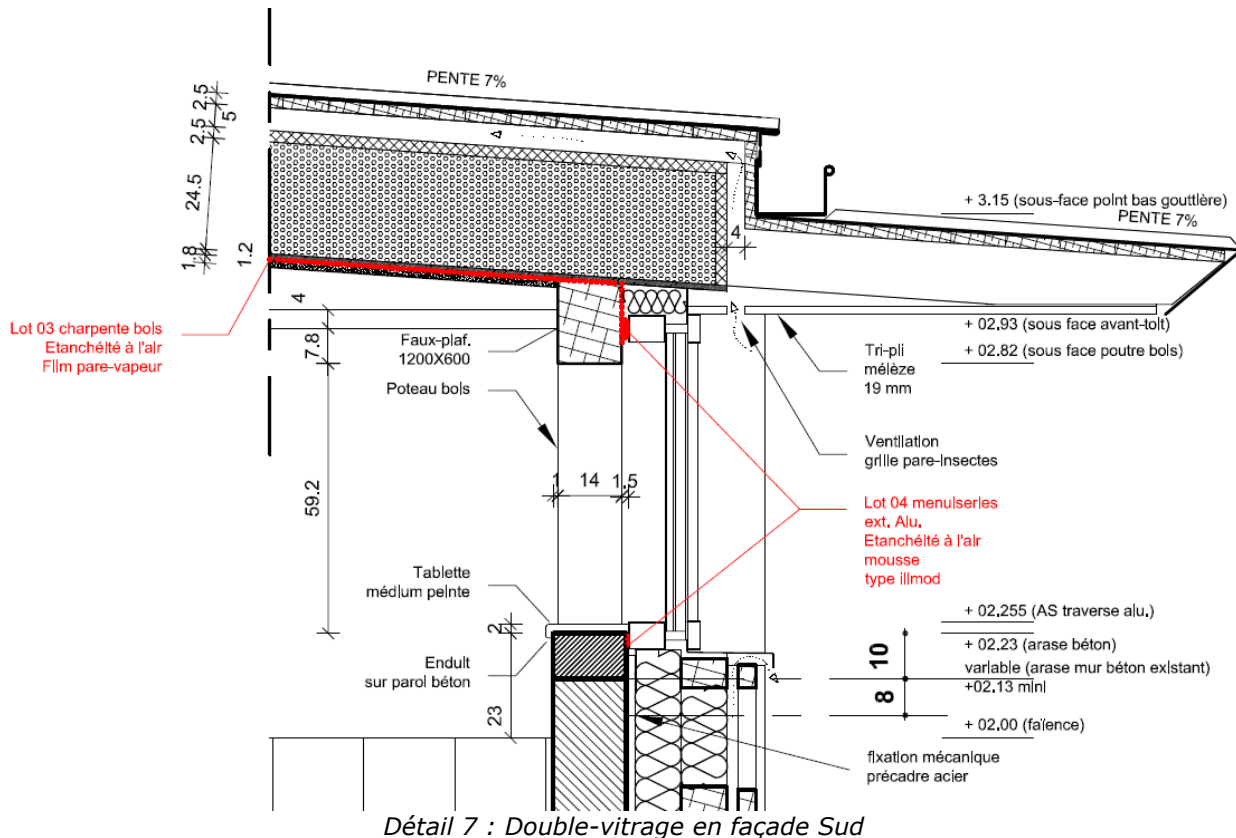 PENTE 7%
2.5
5
2.5
2.5
24.5
1.8
1.2
4
7.8
59.2
2
23
+ 3.15 (sous-face point bas gouttière)
PENTE 7%
4
Lot 03 charpente bois
Etanchéité à l'air
Film pare-vapeur
Faux-plaf.
1200X600
Poteau bois
+ 02.93 (sous face avant-toit)
+ 02.82 (sous face poutre bois)
Tri-pli
mélèze
19 mm
Ventilation
grille pare-insectes
1
14
1.5
Lot 04 menuiseries
ext. Alu.
Etanchéité à l'air
mousse
type illmod
Tablette
médium peinte
Enduit
sur paroi béton
+ 02.255 (AS traverse alu.)
+ 02.23 (arase béton)
variable (arase mur béton existant)
+02.13 mini
+ 02.00 (faïence)
10
8
fixation mécanique
précadre acier
Détail 7 : Double-vitrage en façade Sud